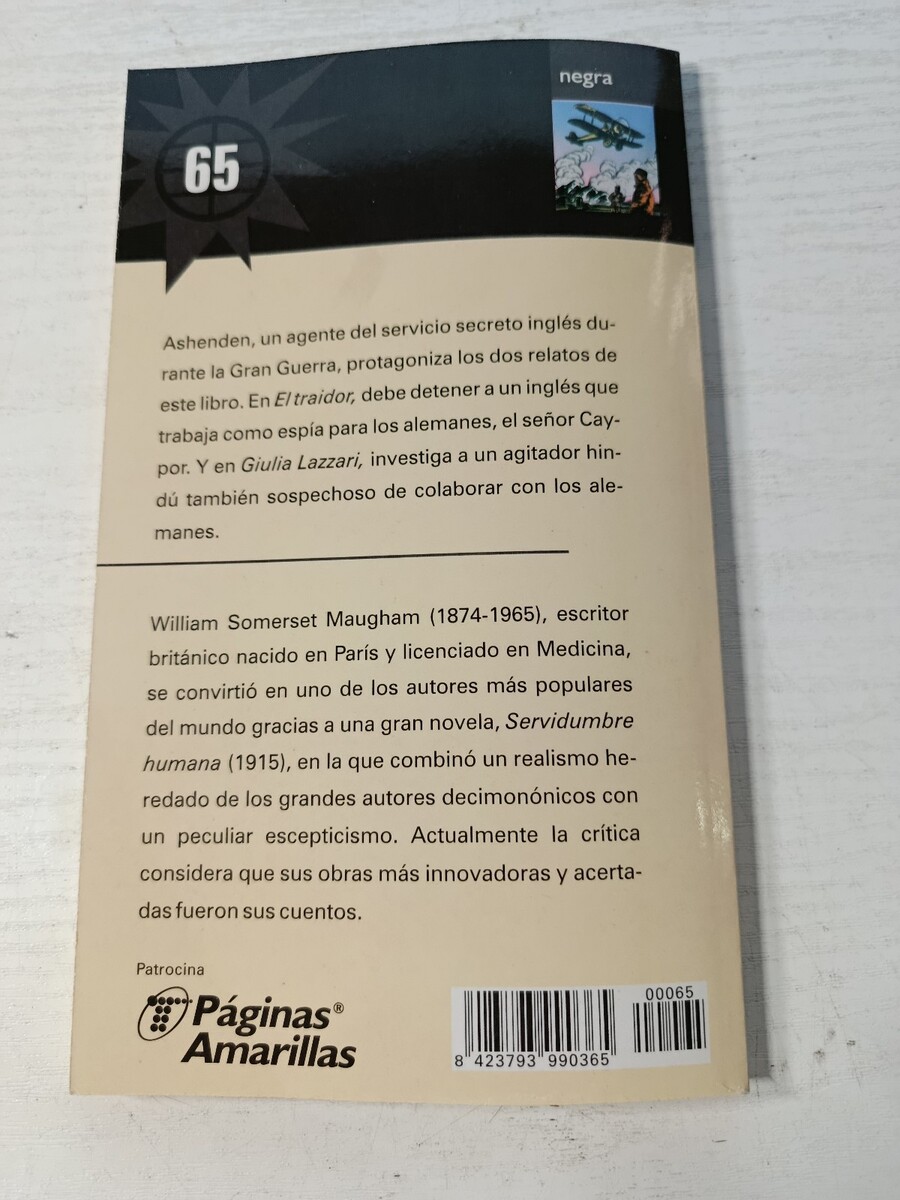 negra
65
Ashenden, un agente del servicio secreto inglés du-
rante la Gran Guerra, protagoniza los dos relatos de
este libro. En El traidor, debe detener a un inglés que
trabaja como espía para los alemanes, el señor Cay-
por. Y en Giulia Lazzari, investiga a un agitador hin-
dú también sospechoso de colaborar con los ale-
manes.
William Somerset Maugham (1874-1965), escritor
británico nacido en París y licenciado en Medicina,
se convirtió en uno de los autores más populares
del mundo gracias a una gran novela, Servidumbre
humana (1915), en la que combinó un realismo he-
redado de los grandes autores decimonónicos con
un peculiar escepticismo. Actualmente la crítica
considera que sus obras más innovadoras y acerta-
das fueron sus cuentos.
Patrocina
Páginas®
Amarillas
00065
8 423793 990365